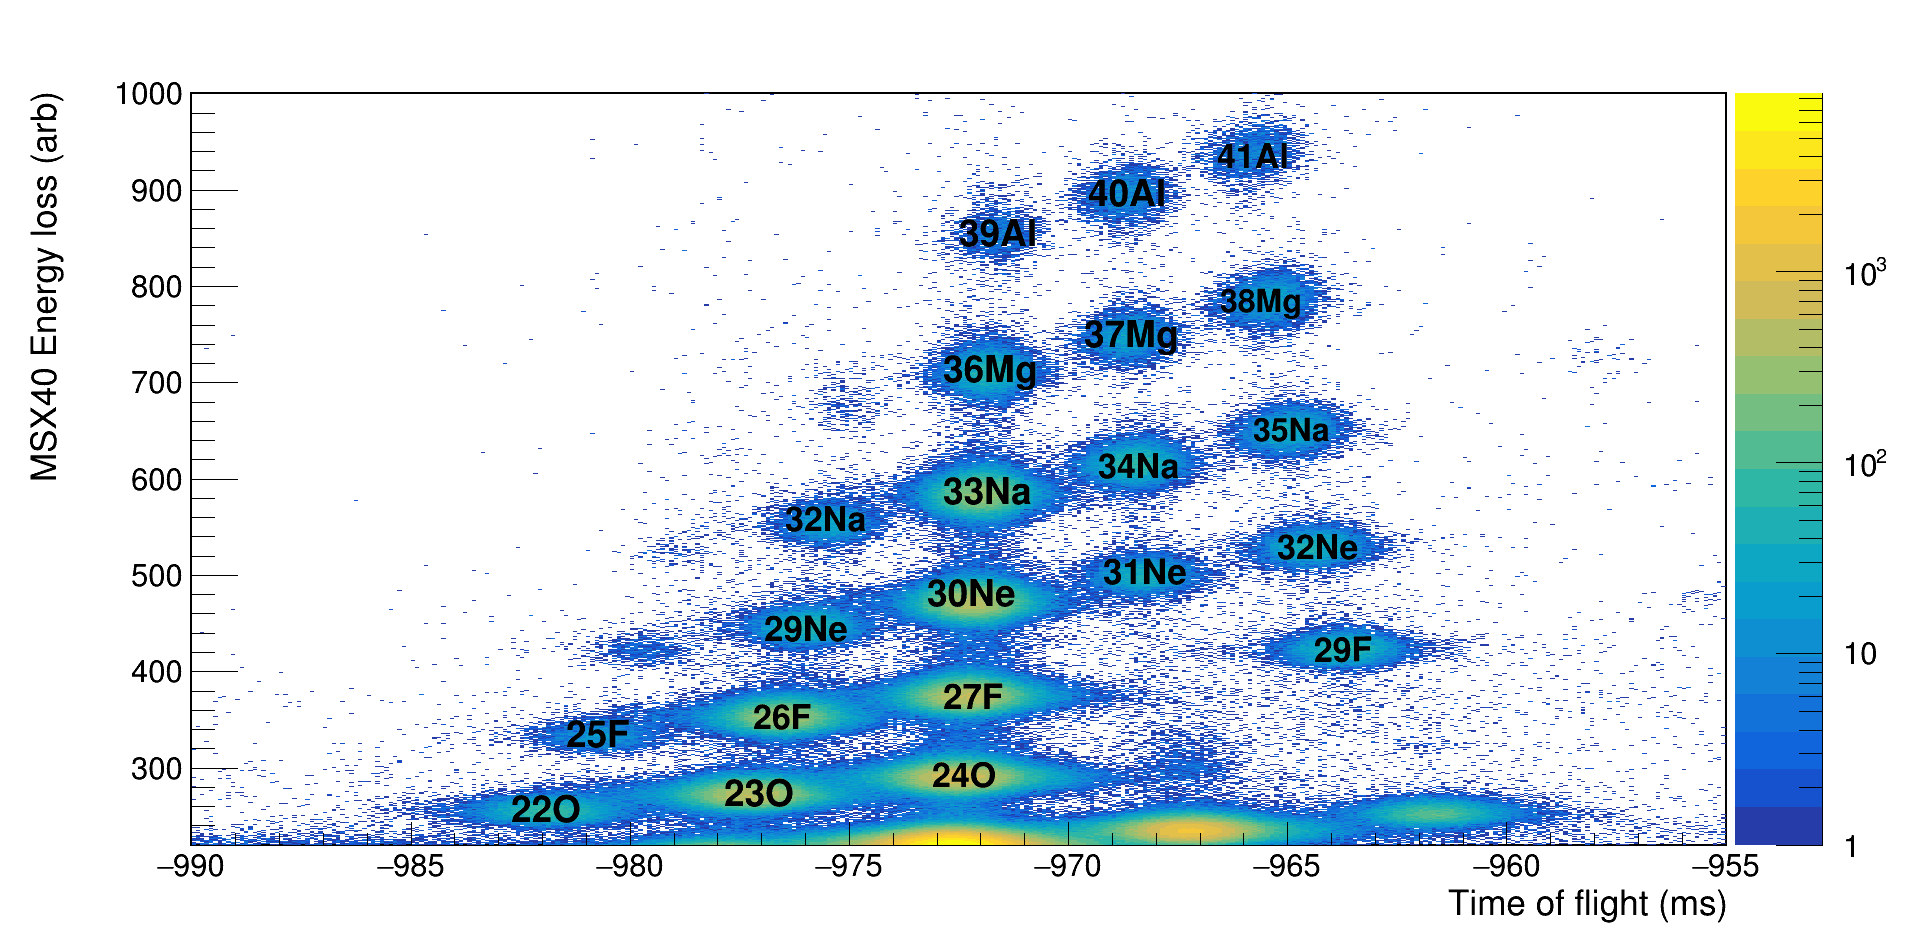 MSX40 Energy loss (arb)
1000
900
800
700
600
500
400
300
41Al
40Al
39Al
38Mg
37Mg
36Mg
35Na
34Na
33Na
32Na
32Ne
31Ne
30Ne
29Ne
29F
27F
26F
25F
24O
23O
22O
10³
10²
10
1
−990 −985 −980 −975 −970 −965 −960 −955
Time of flight (ms)